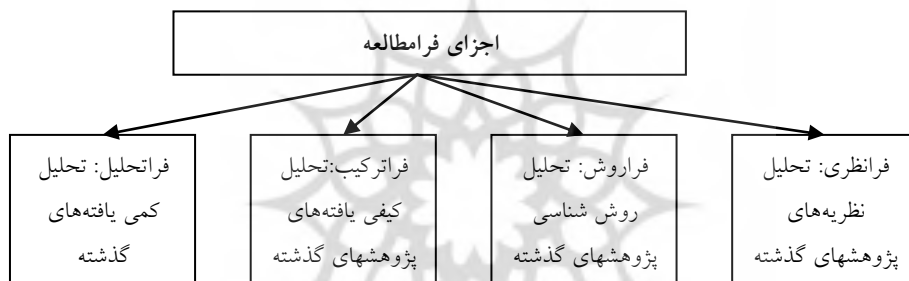 اجزای فرامطالعه
فرانظری: تحلیل
نظریه‌های
پژوهشهای گذشته
فراروش: تحلیل
روش شناسی
پژوهشهای گذشته
فراترکیب:تحلیل
کیفی یافته‌های
پژوهشهای گذشته
فراتحلیل: تحلیل
کمی یافته‌های
گذشته